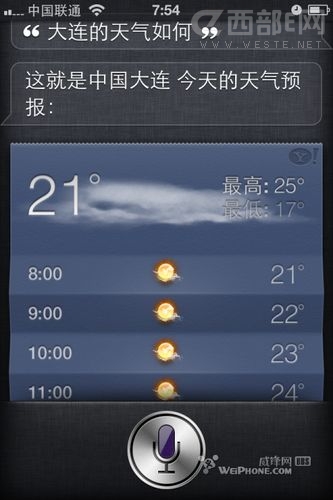 中国联通 7:54
西部E网
WWW.WESTE.NET
“ 大连的天气如何 ”
这就是中国大连 今天的天气预
报：
Y!
21° 最高: 25°
最低: 17°
8:00 21°
9:00 22°
10:00 23°
11:00 24°
威锋网 BBS
WEIPHONE.COM